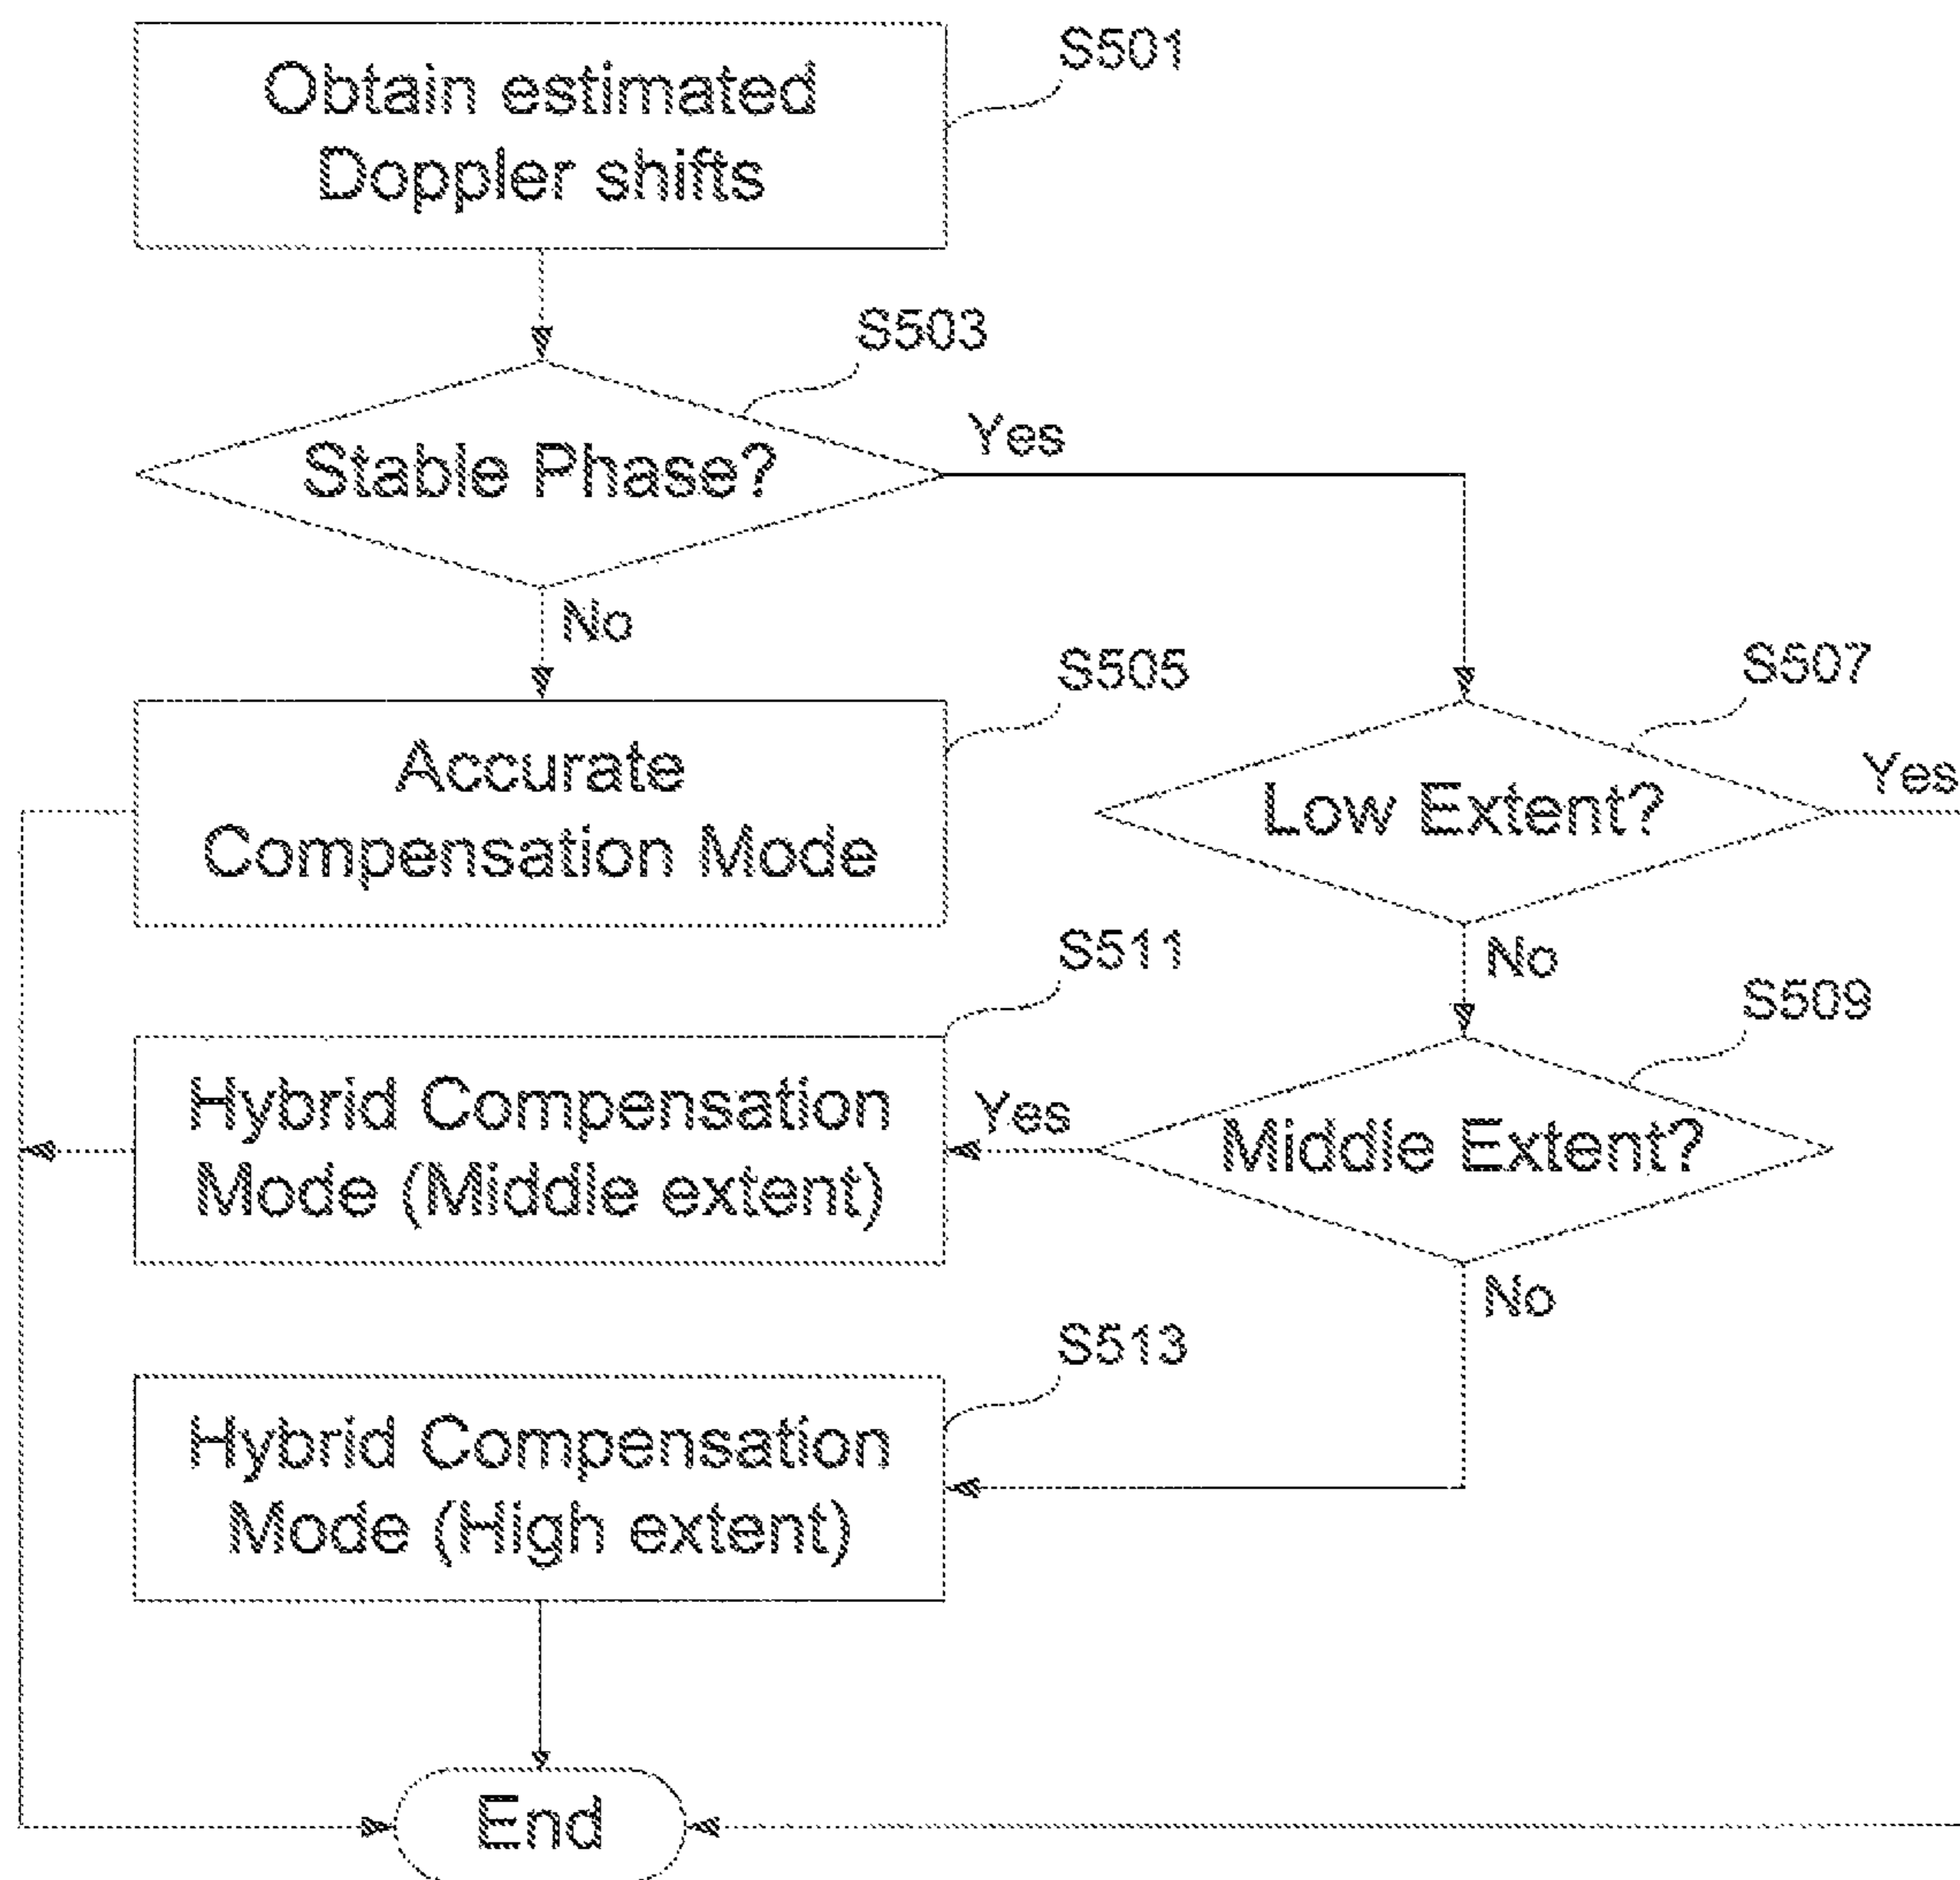 Obtain estimated
Doppler shifts
S501
Stable Phase?
S503
Yes
No
Accurate
Compensation Mode
S505
Low Extent?
S507
Yes
No
Middle Extent?
S509
Yes
No
Hybrid Compensation
Mode (Middle extent)
S511
Hybrid Compensation
Mode (High extent)
S513
End